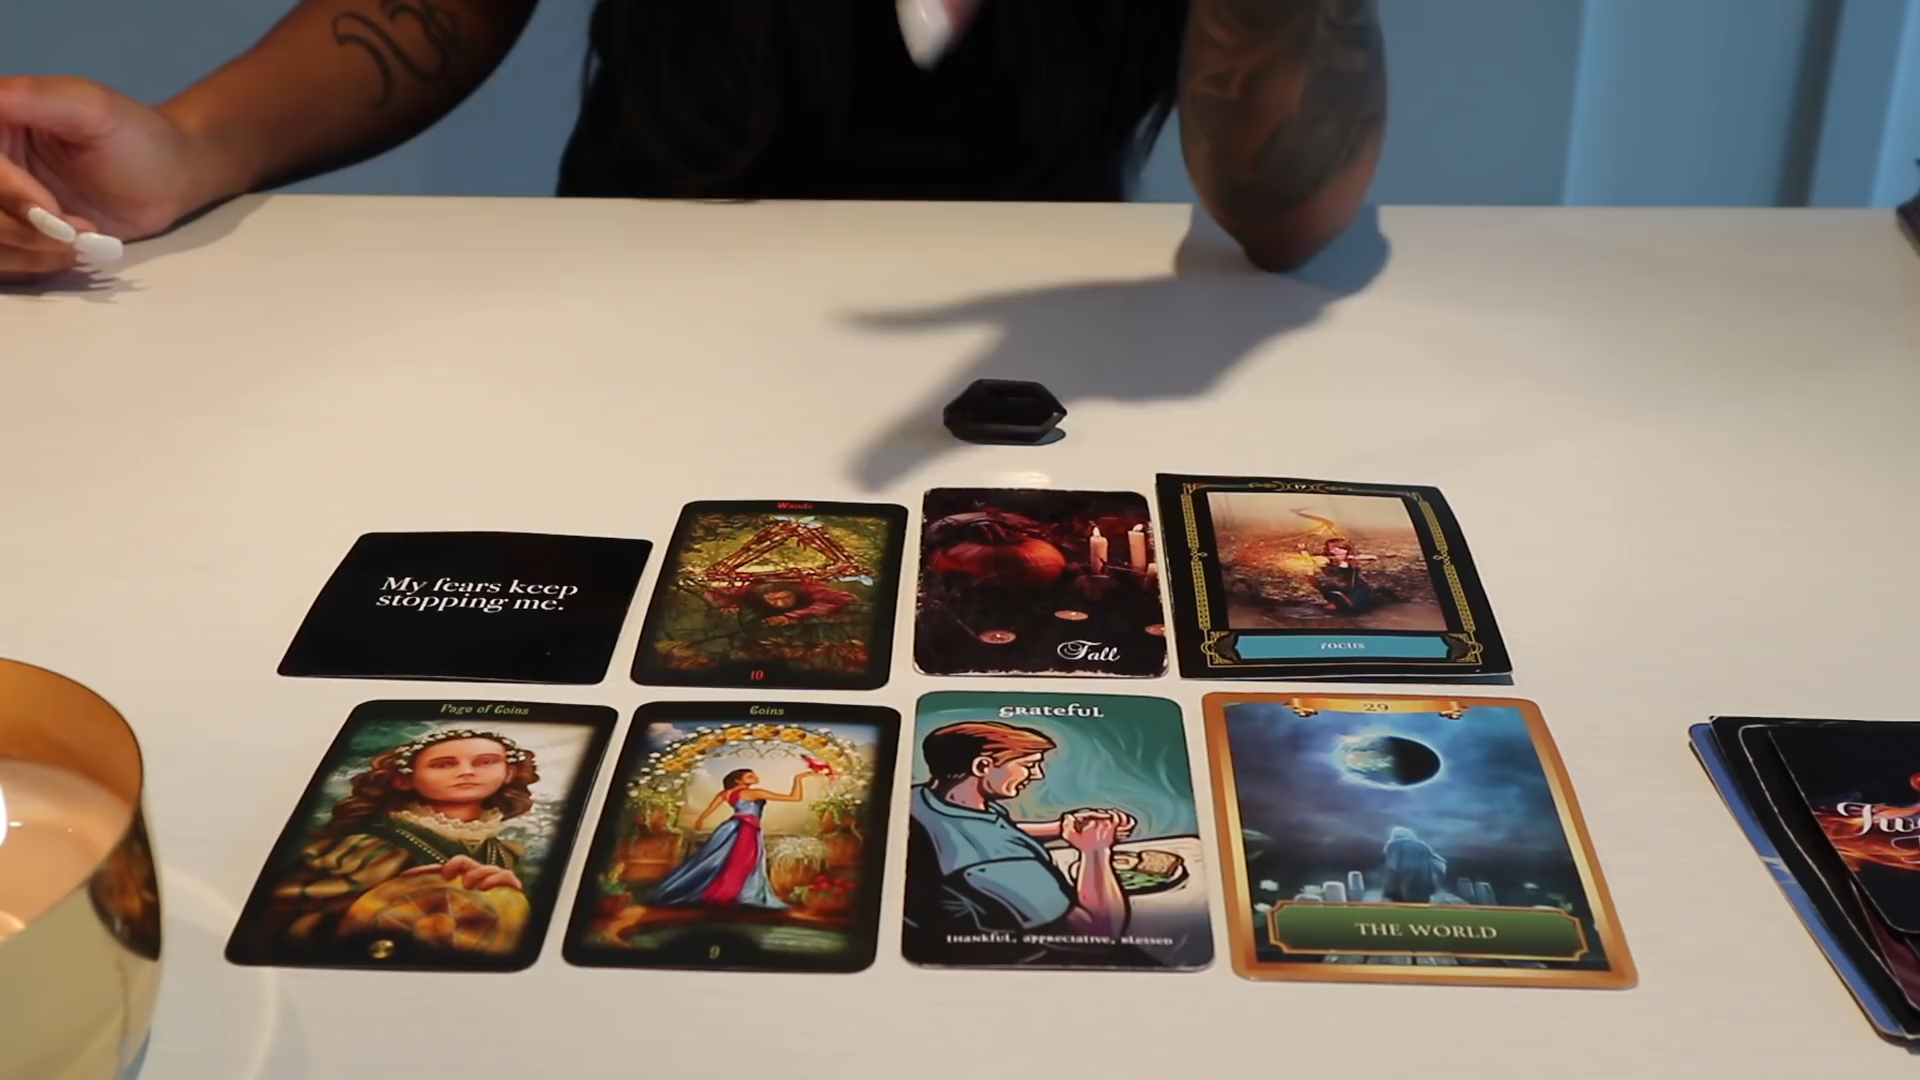 My fears keep
stopping me.
Wands
10
Fall
17
FOCUS
Page of Coins
Coins
9
GRateful
thankful, appreciative, blessed
29
THE WORLD